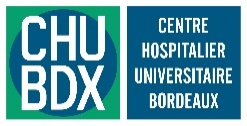 CHU
BDX
CENTRE
HOSPITALIER
UNIVERSITAIRE
BORDEAUX